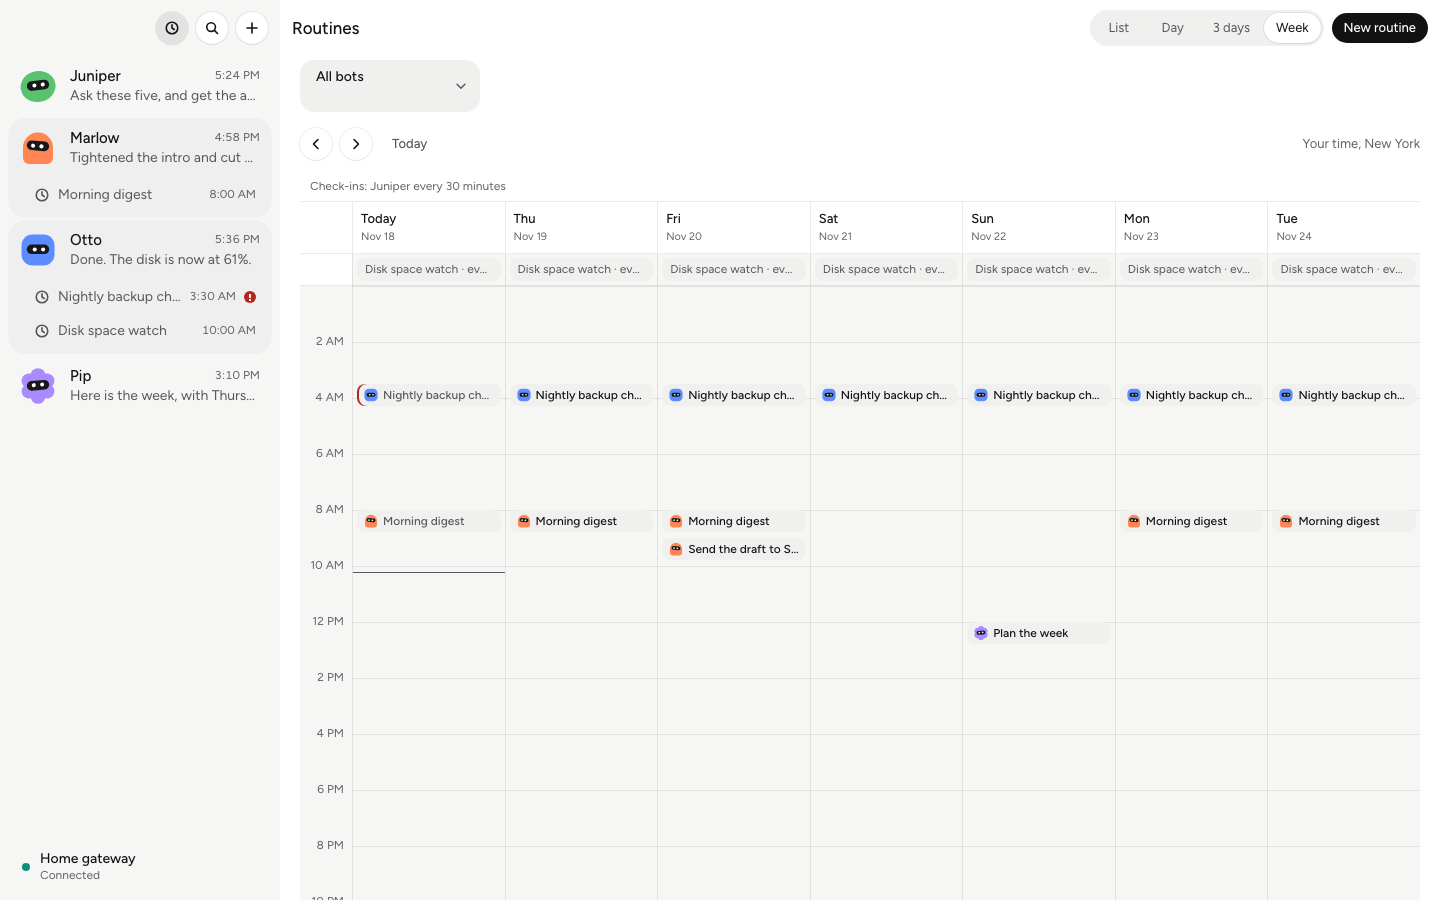 Juniper 5:24 PM
Ask these five, and get the a...
Marlow 4:58 PM
Tightened the intro and cut ...
Morning digest 8:00 AM
Otto 5:36 PM
Done. The disk is now at 61%.
Nightly backup ch... 3:30 AM
Disk space watch 10:00 AM
Pip 3:10 PM
Here is the week, with Thurs...
Home gateway
Connected
Routines
List Day 3 days Week New routine
All bots
Today Your time, New York
Check-ins: Juniper every 30 minutes
Today Thu Fri Sat Sun Mon Tue
Nov 18 Nov 19 Nov 20 Nov 21 Nov 22 Nov 23 Nov 24
Disk space watch · ev... Disk space watch · ev... Disk space watch · ev... Disk space watch · ev... Disk space watch · ev... Disk space watch · ev... Disk space watch · ev...
2 AM
4 AM Nightly backup ch... Nightly backup ch... Nightly backup ch... Nightly backup ch... Nightly backup ch... Nightly backup ch... Nightly backup ch...
6 AM
8 AM
Morning digest Morning digest Morning digest Morning digest Morning digest
Send the draft to S...
10 AM
12 PM
Plan the week
2 PM
4 PM
6 PM
8 PM
10 PM